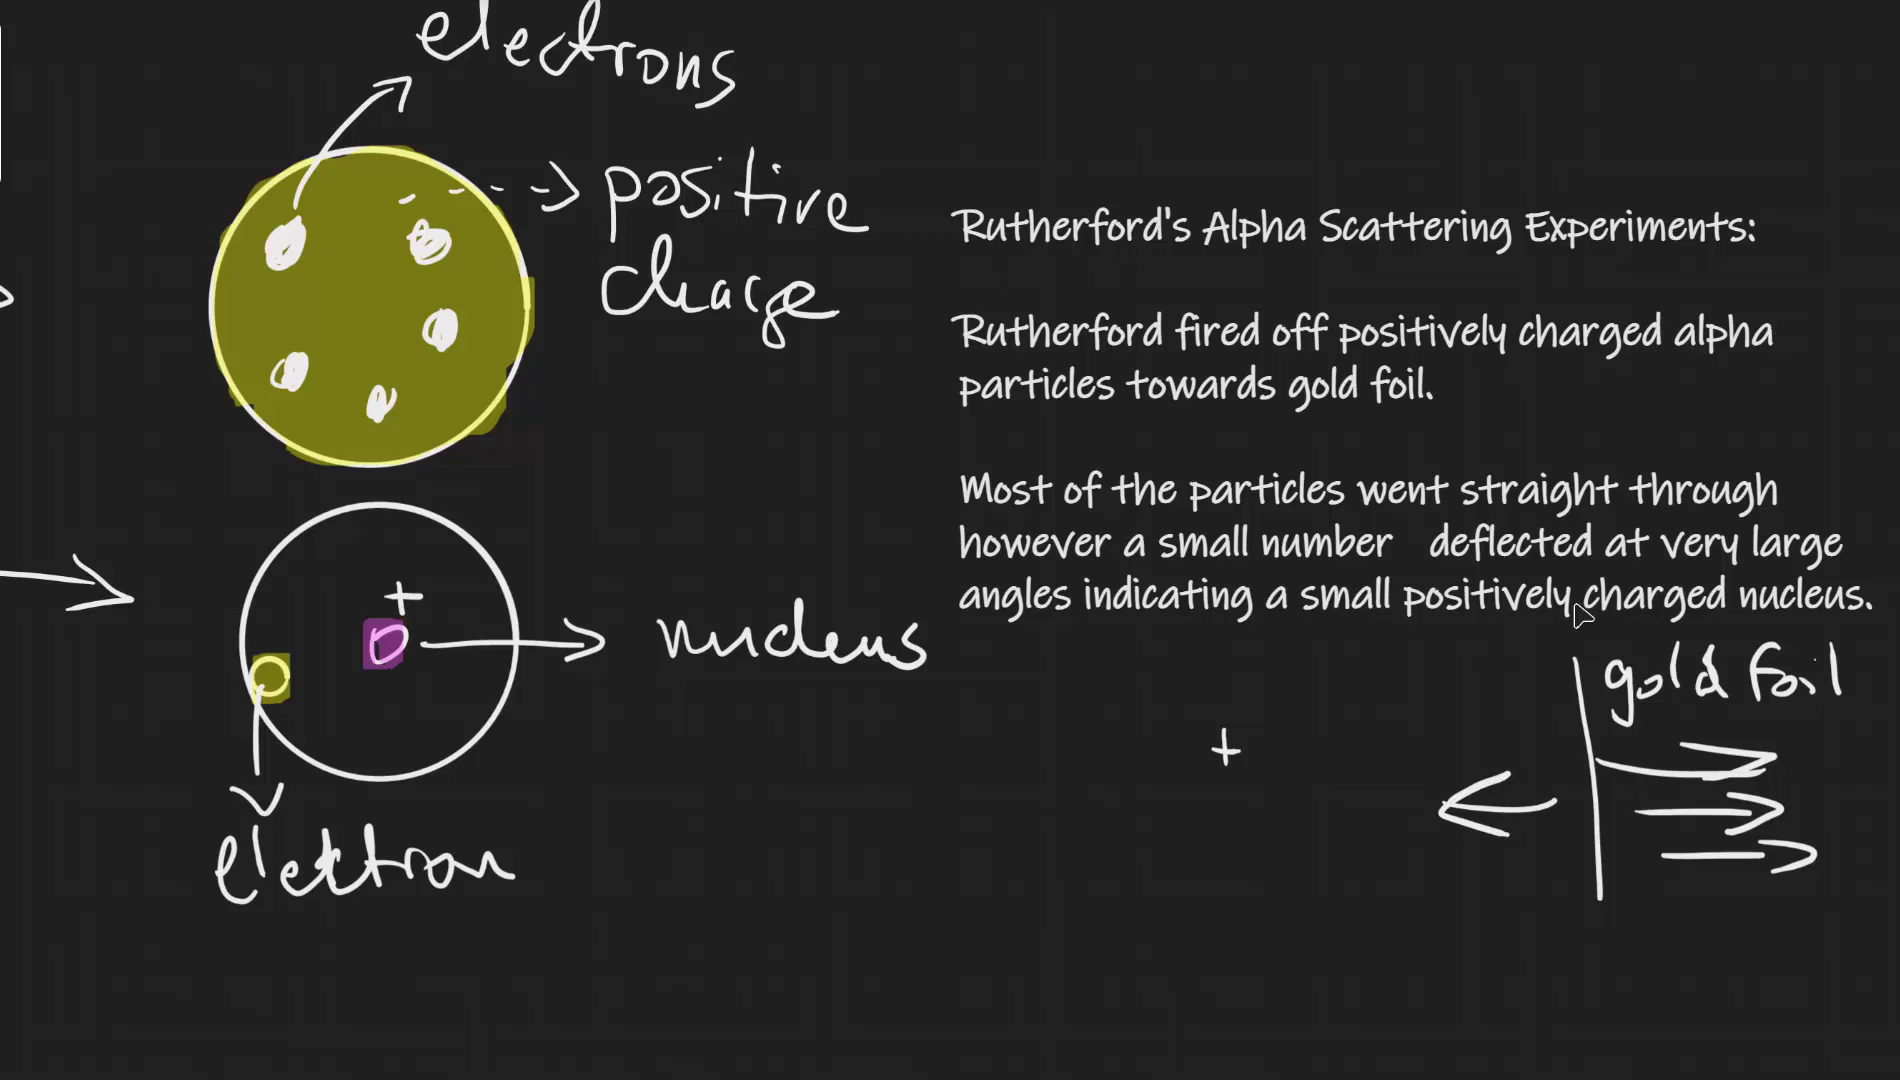 electrons
positive
charge
Rutherford's Alpha Scattering Experiments:
Rutherford fired off positively charged alpha
particles towards gold foil.
Most of the particles went straight through
however a small number deflected at very large
angles indicating a small positively charged nucleus.
+
nucleus
gold foil
+
electron